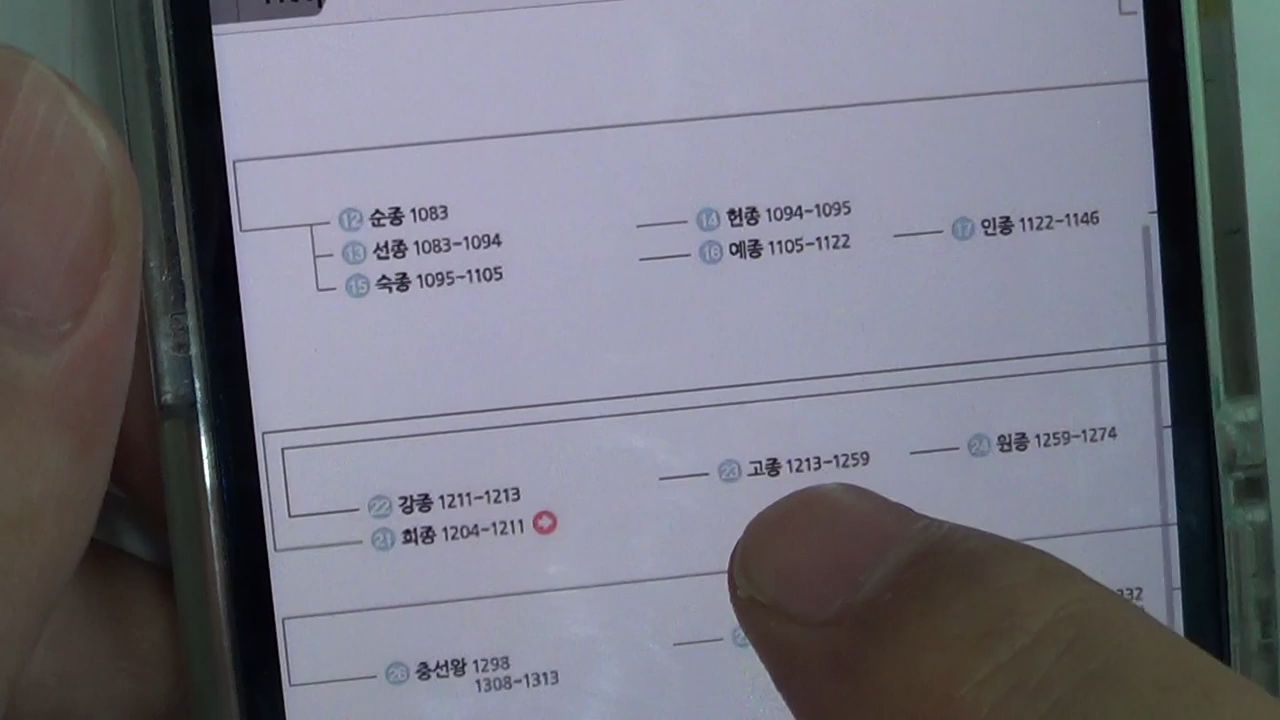 ⑫ 순종 1083
⑬ 선종 1083-1094
⑮ 숙종 1095-1105
⑭ 헌종 1094-1095
⑯ 예종 1105-1122
⑰ 인종 1122-1146
㉒ 강종 1211-1213
㉑ 희종 1204-1211
㉓ 고종 1213-1259
㉔ 원종 1259-1274
㉖ 충선왕 1298
1308-1313
332